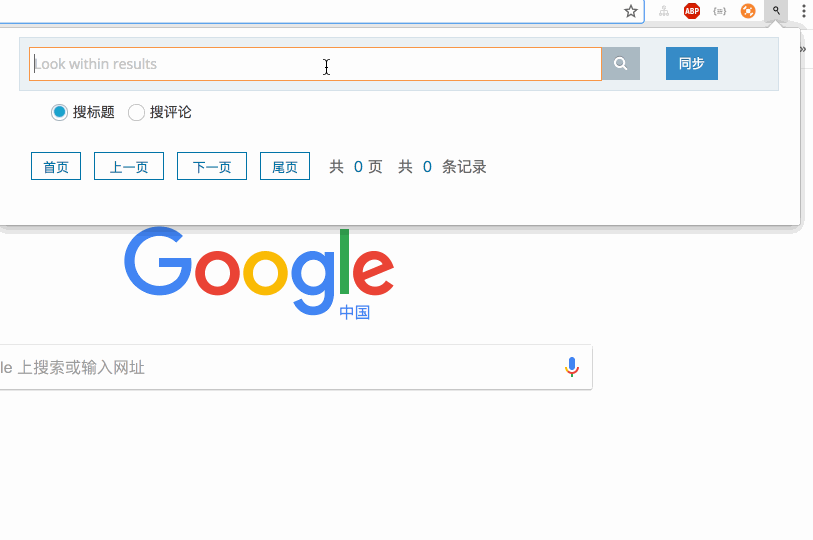 ABP {≡}
»
Look within results 同步
搜标题 搜评论
首页 上一页 下一页 尾页 共 0 页 共 0 条记录
Google
中国
le 上搜索或输入网址